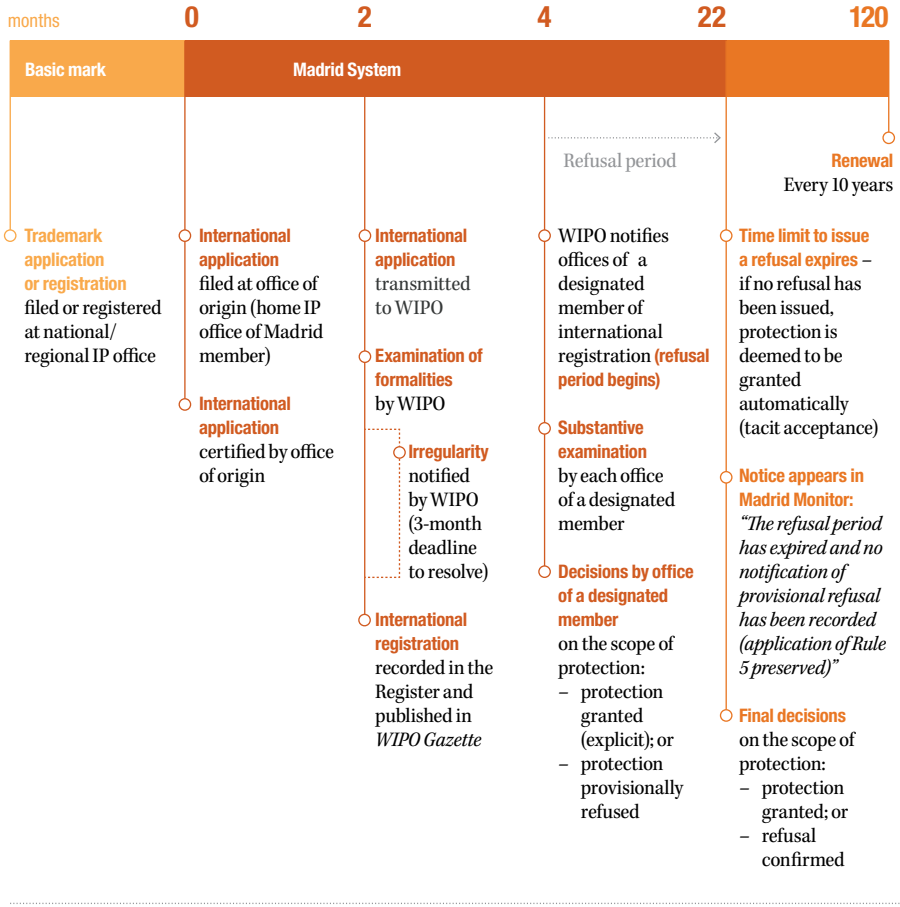 months 0 2 4 22 120
Basic mark
Madrid System
Refusal period
Renewal
Every 10 years
Trademark
application
or registration
filed or registered
at national/
regional IP office
International
application
filed at office of
origin (home IP
office of Madrid
member)
International
application
certified by office
of origin
International
application
transmitted
to WIPO
Examination of
formalities
by WIPO
Irregularity
notified
by WIPO
(3-month
deadline
to resolve)
International
registration
recorded in the
Register and
published in
WIPO Gazette
WIPO notifies
offices of a
designated
member of
international
registration (refusal
period begins)
Substantive
examination
by each office
of a designated
member
Decisions by office
of a designated
member
on the scope of
protection:
– protection
granted
(explicit); or
– protection
provisionally
refused
Time limit to issue
a refusal expires –
if no refusal has
been issued,
protection is
deemed to be
granted
automatically
(tacit acceptance)
Notice appears in
Madrid Monitor:
“The refusal period
has expired and no
notification of
provisional refusal
has been recorded
(application of Rule
5 preserved)”
Final decisions
on the scope of
protection:
– protection
granted; or
– refusal
confirmed